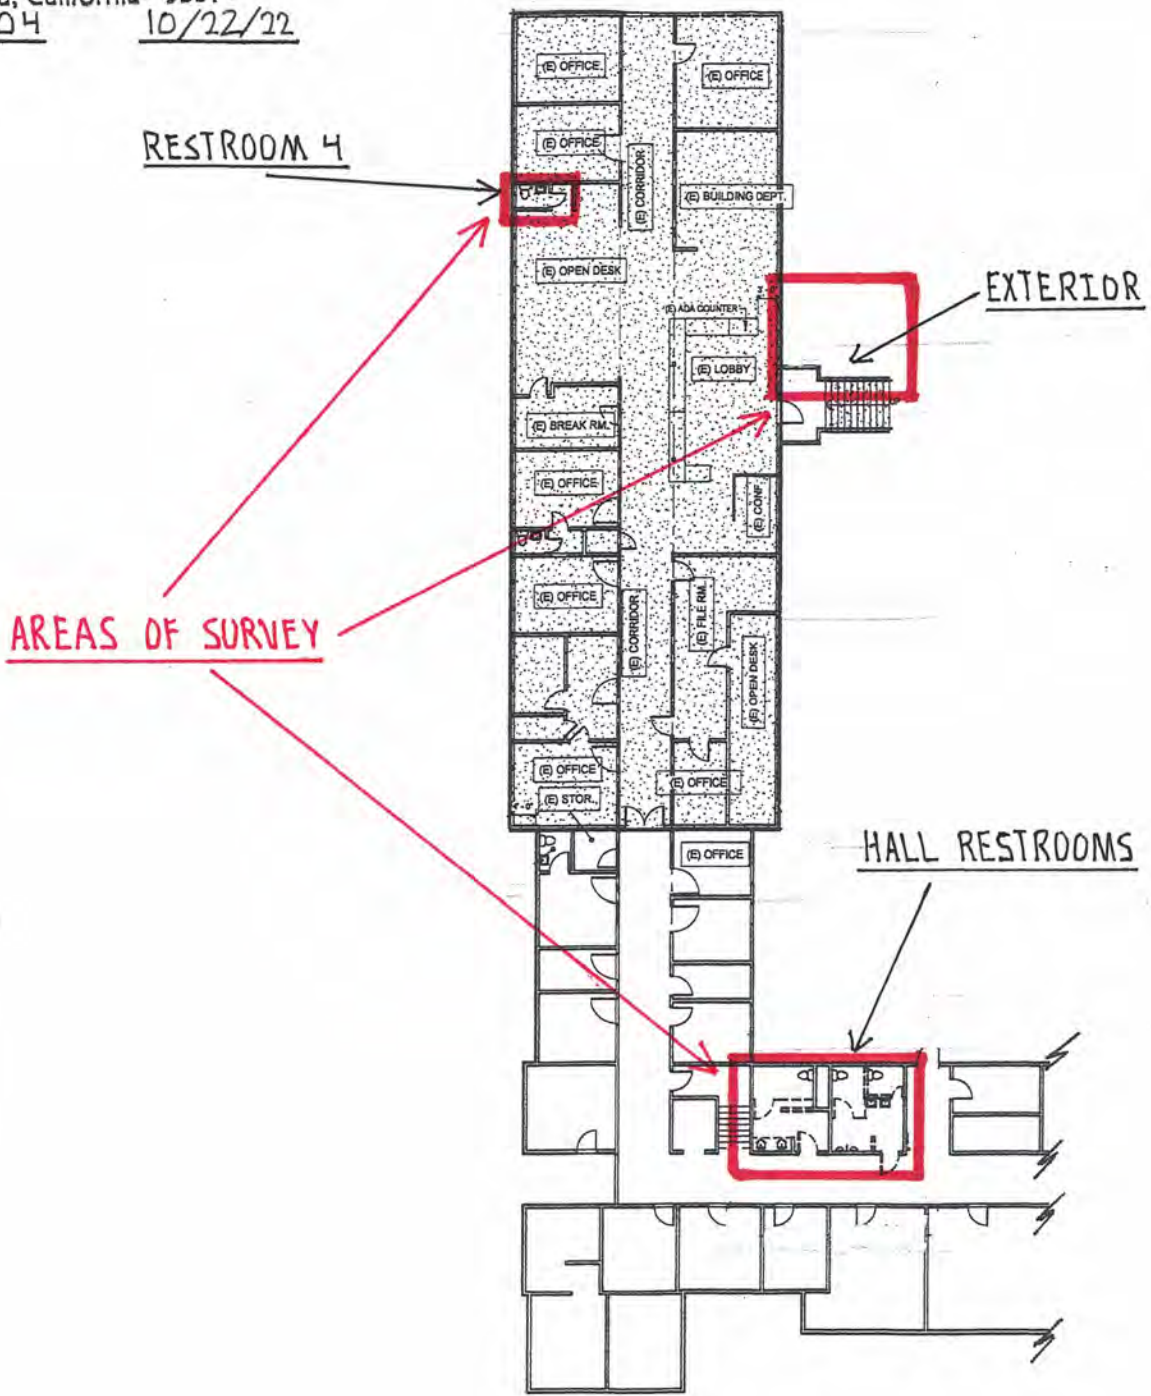 California
04 10/22/22
(E) OFFICE
(E) OFFICE
RESTROOM 4
(E) OFFICE
(E) CORRIDOR
(E) BUILDING DEPT.
(E) OPEN DESK
EXTERIOR
(E) ADA COUNTER
(E) LOBBY
(E) BREAK RM.
(E) OFFICE
(E) CONF.
(E) OFFICE
(E) CORRIDOR
(E) FILE RM.
AREAS OF SURVEY
(E) OPEN DESK
(E) OFFICE
(E) OFFICE
(E) STOR.
(E) OFFICE
HALL RESTROOMS